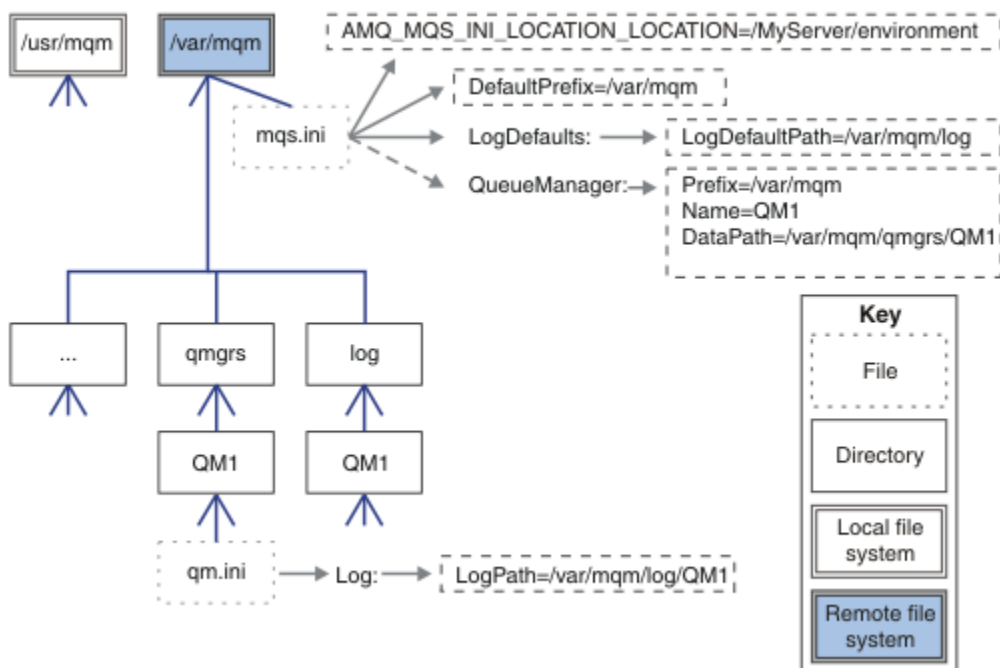 /usr/mqm
/var/mqm
AMQ_MQS_INI_LOCATION_LOCATION=/MyServer/environment
DefaultPrefix=/var/mqm
mqs.ini
LogDefaults:
LogDefaultPath=/var/mqm/log
QueueManager:
Prefix=/var/mqm
Name=QM1
DataPath=/var/mqm/qmgrs/QM1
...
qmgrs
log
QM1
QM1
qm.ini
Log:
LogPath=/var/mqm/log/QM1
Key
File
Directory
Local file
system
Remote file
system